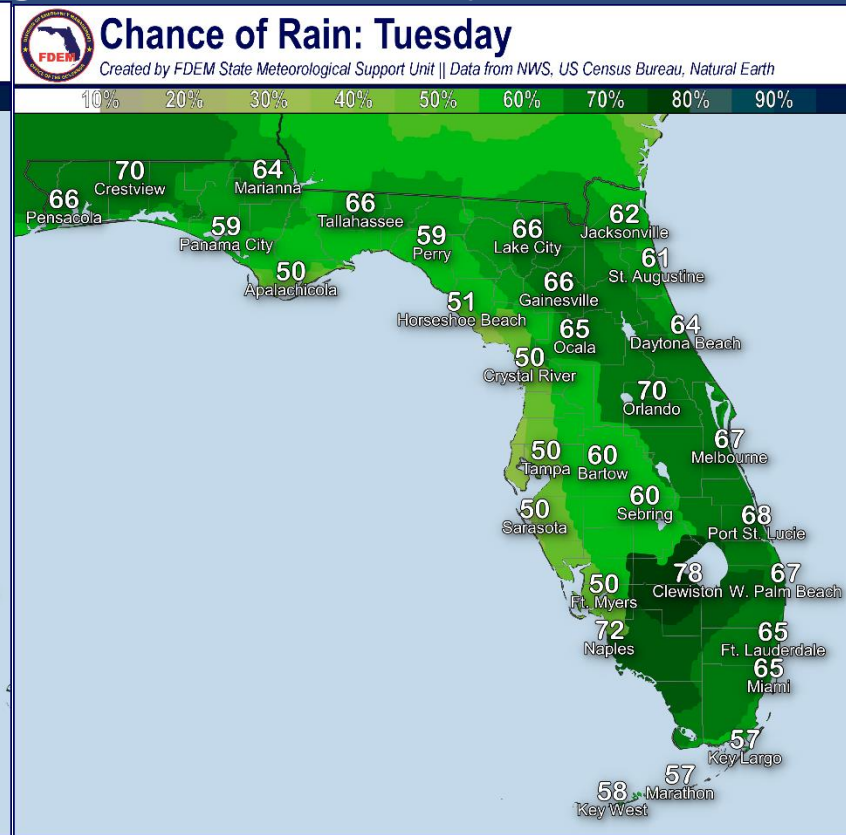 Chance of Rain: Tuesday
FDEM
Created by FDEM State Meteorological Support Unit || Data from NWS, US Census Bureau, Natural Earth
10% 20% 30% 40% 50% 60% 70% 80% 90%
70
Crestview
64
Marianna
66
Pensacola
66
Tallahassee
59
Panama City
59
Perry
66
Lake City
62
Jacksonville
50
Apalachicola
61
St. Augustine
66
Gainesville
51
Horseshoe Beach
65
Ocala
64
Daytona Beach
50
Crystal River
70
Orlando
67
Melbourne
50
Tampa
60
Bartow
50
Sarasota
60
Sebring
68
Port St. Lucie
50
Ft. Myers
78
Clewiston
67
W. Palm Beach
72
Naples
65
Ft. Lauderdale
65
Miami
57
Key Largo
57
Marathon
58
Key West